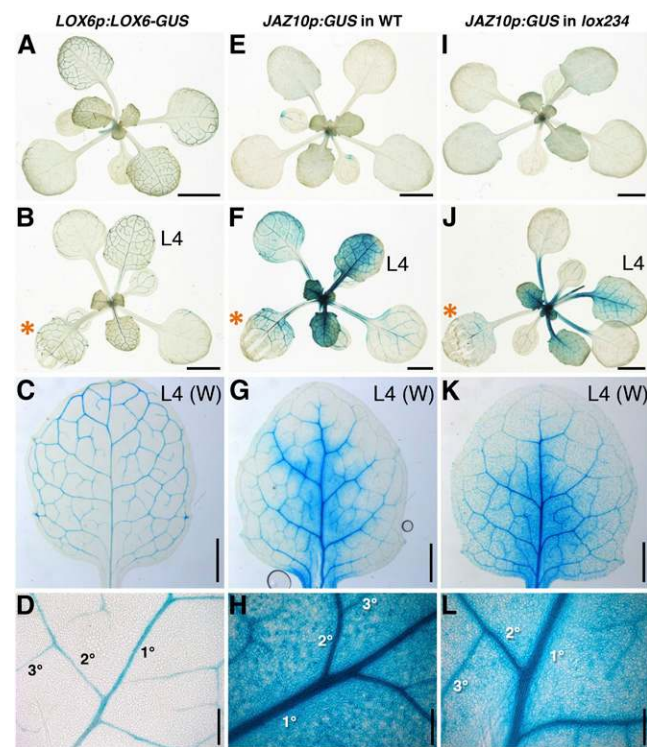 LOX6p:LOX6-GUS JAZ10p:GUS in WT JAZ10p:GUS in lox234
A E I
B L4 F L4 J L4
* * *
C L4 (W) G L4 (W) K L4 (W)
D 3° 2° 1° H 3° 2° 1° L 2° 1° 3°